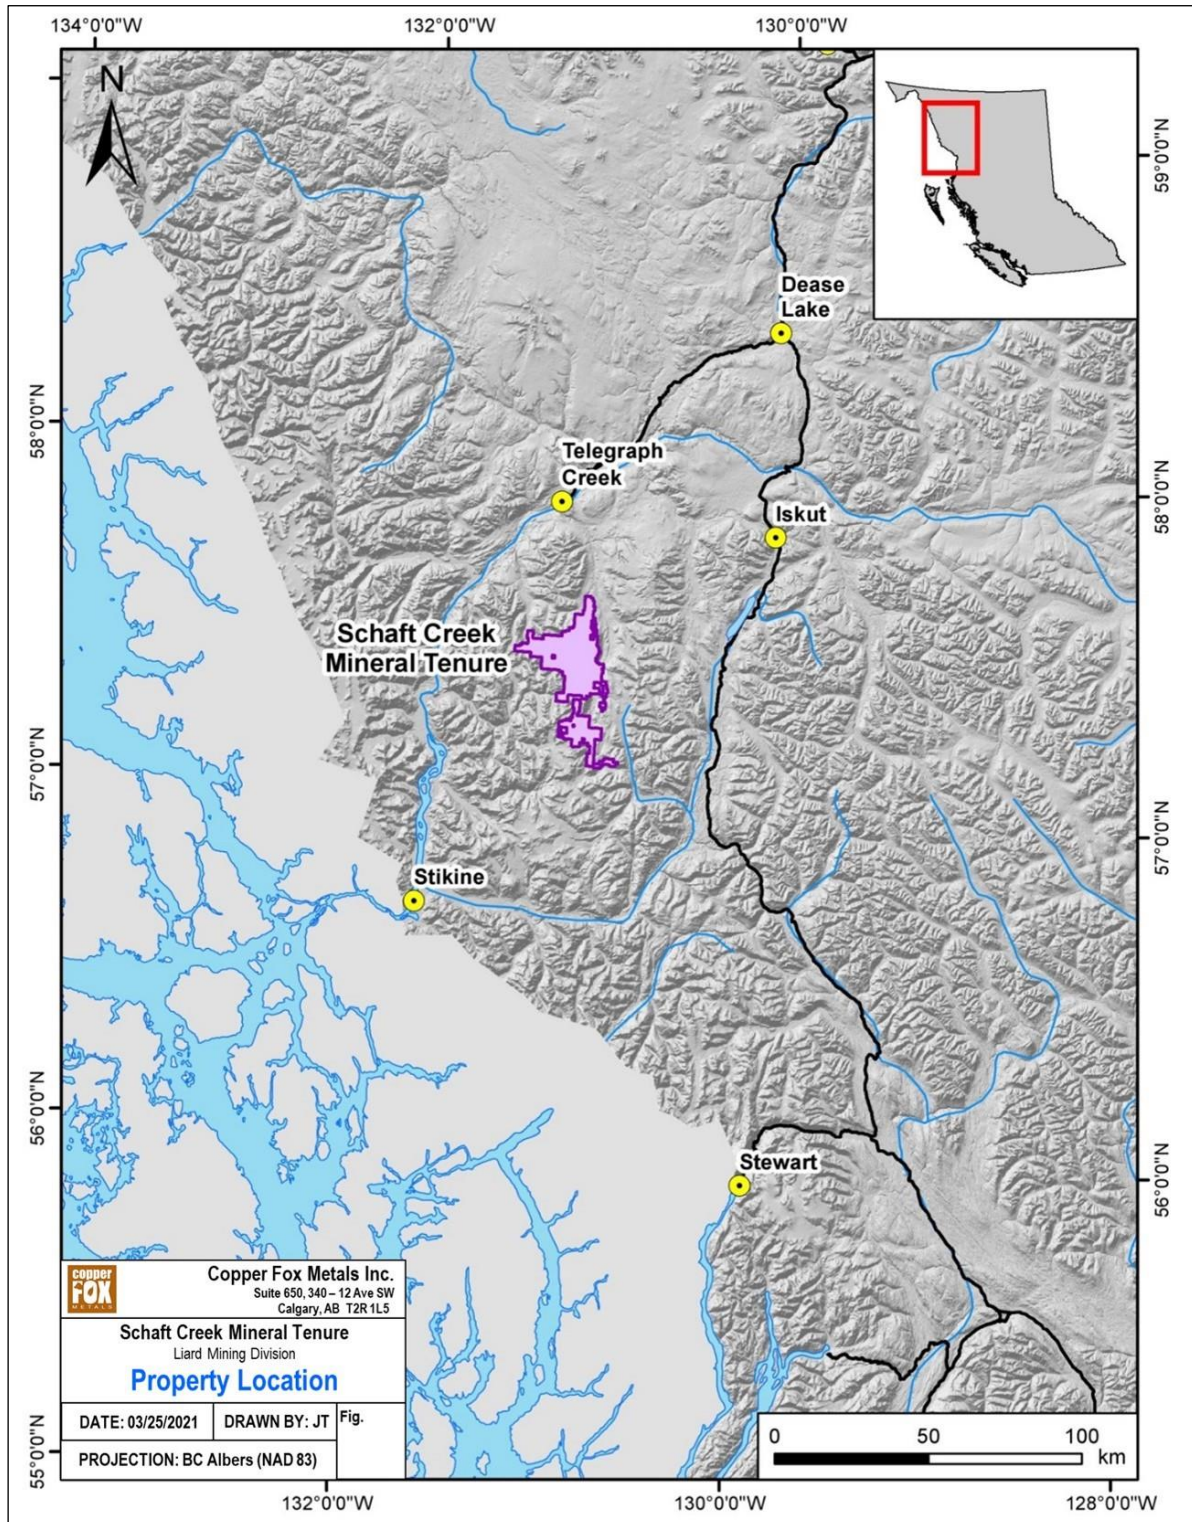 134°0'0"W
132°0'0"W
130°0'0"W
N
59°0'0"N
Dease
Lake
58°0'0"N
Telegraph
Creek
58°0'0"N
Iskut
Schaft Creek
Mineral Tenure
57°0'0"N
57°0'0"N
Stikine
56°0'0"N
Stewart
56°0'0"N
copper
FOX
METALS
Copper Fox Metals Inc.
Suite 650, 340 – 12 Ave SW
Calgary, AB T2R 1L5
Schaft Creek Mineral Tenure
Liard Mining Division
Property Location
DATE: 03/25/2021
DRAWN BY: JT
Fig.
PROJECTION: BC Albers (NAD 83)
55°0'0"N
0 50 100
km
132°0'0"W
130°0'0"W
128°0'0"W